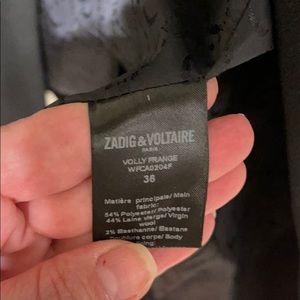 ZADIG & VOLTAIRE
PARIS
VOLLY FRANGE
WFCA0204F
36
Matière principale/Main
fabric:
54% Polyester/Polyester
44% Laine vierge/Virgin
wool
2% Elasthanne/Elastane
Doublure corps/Body